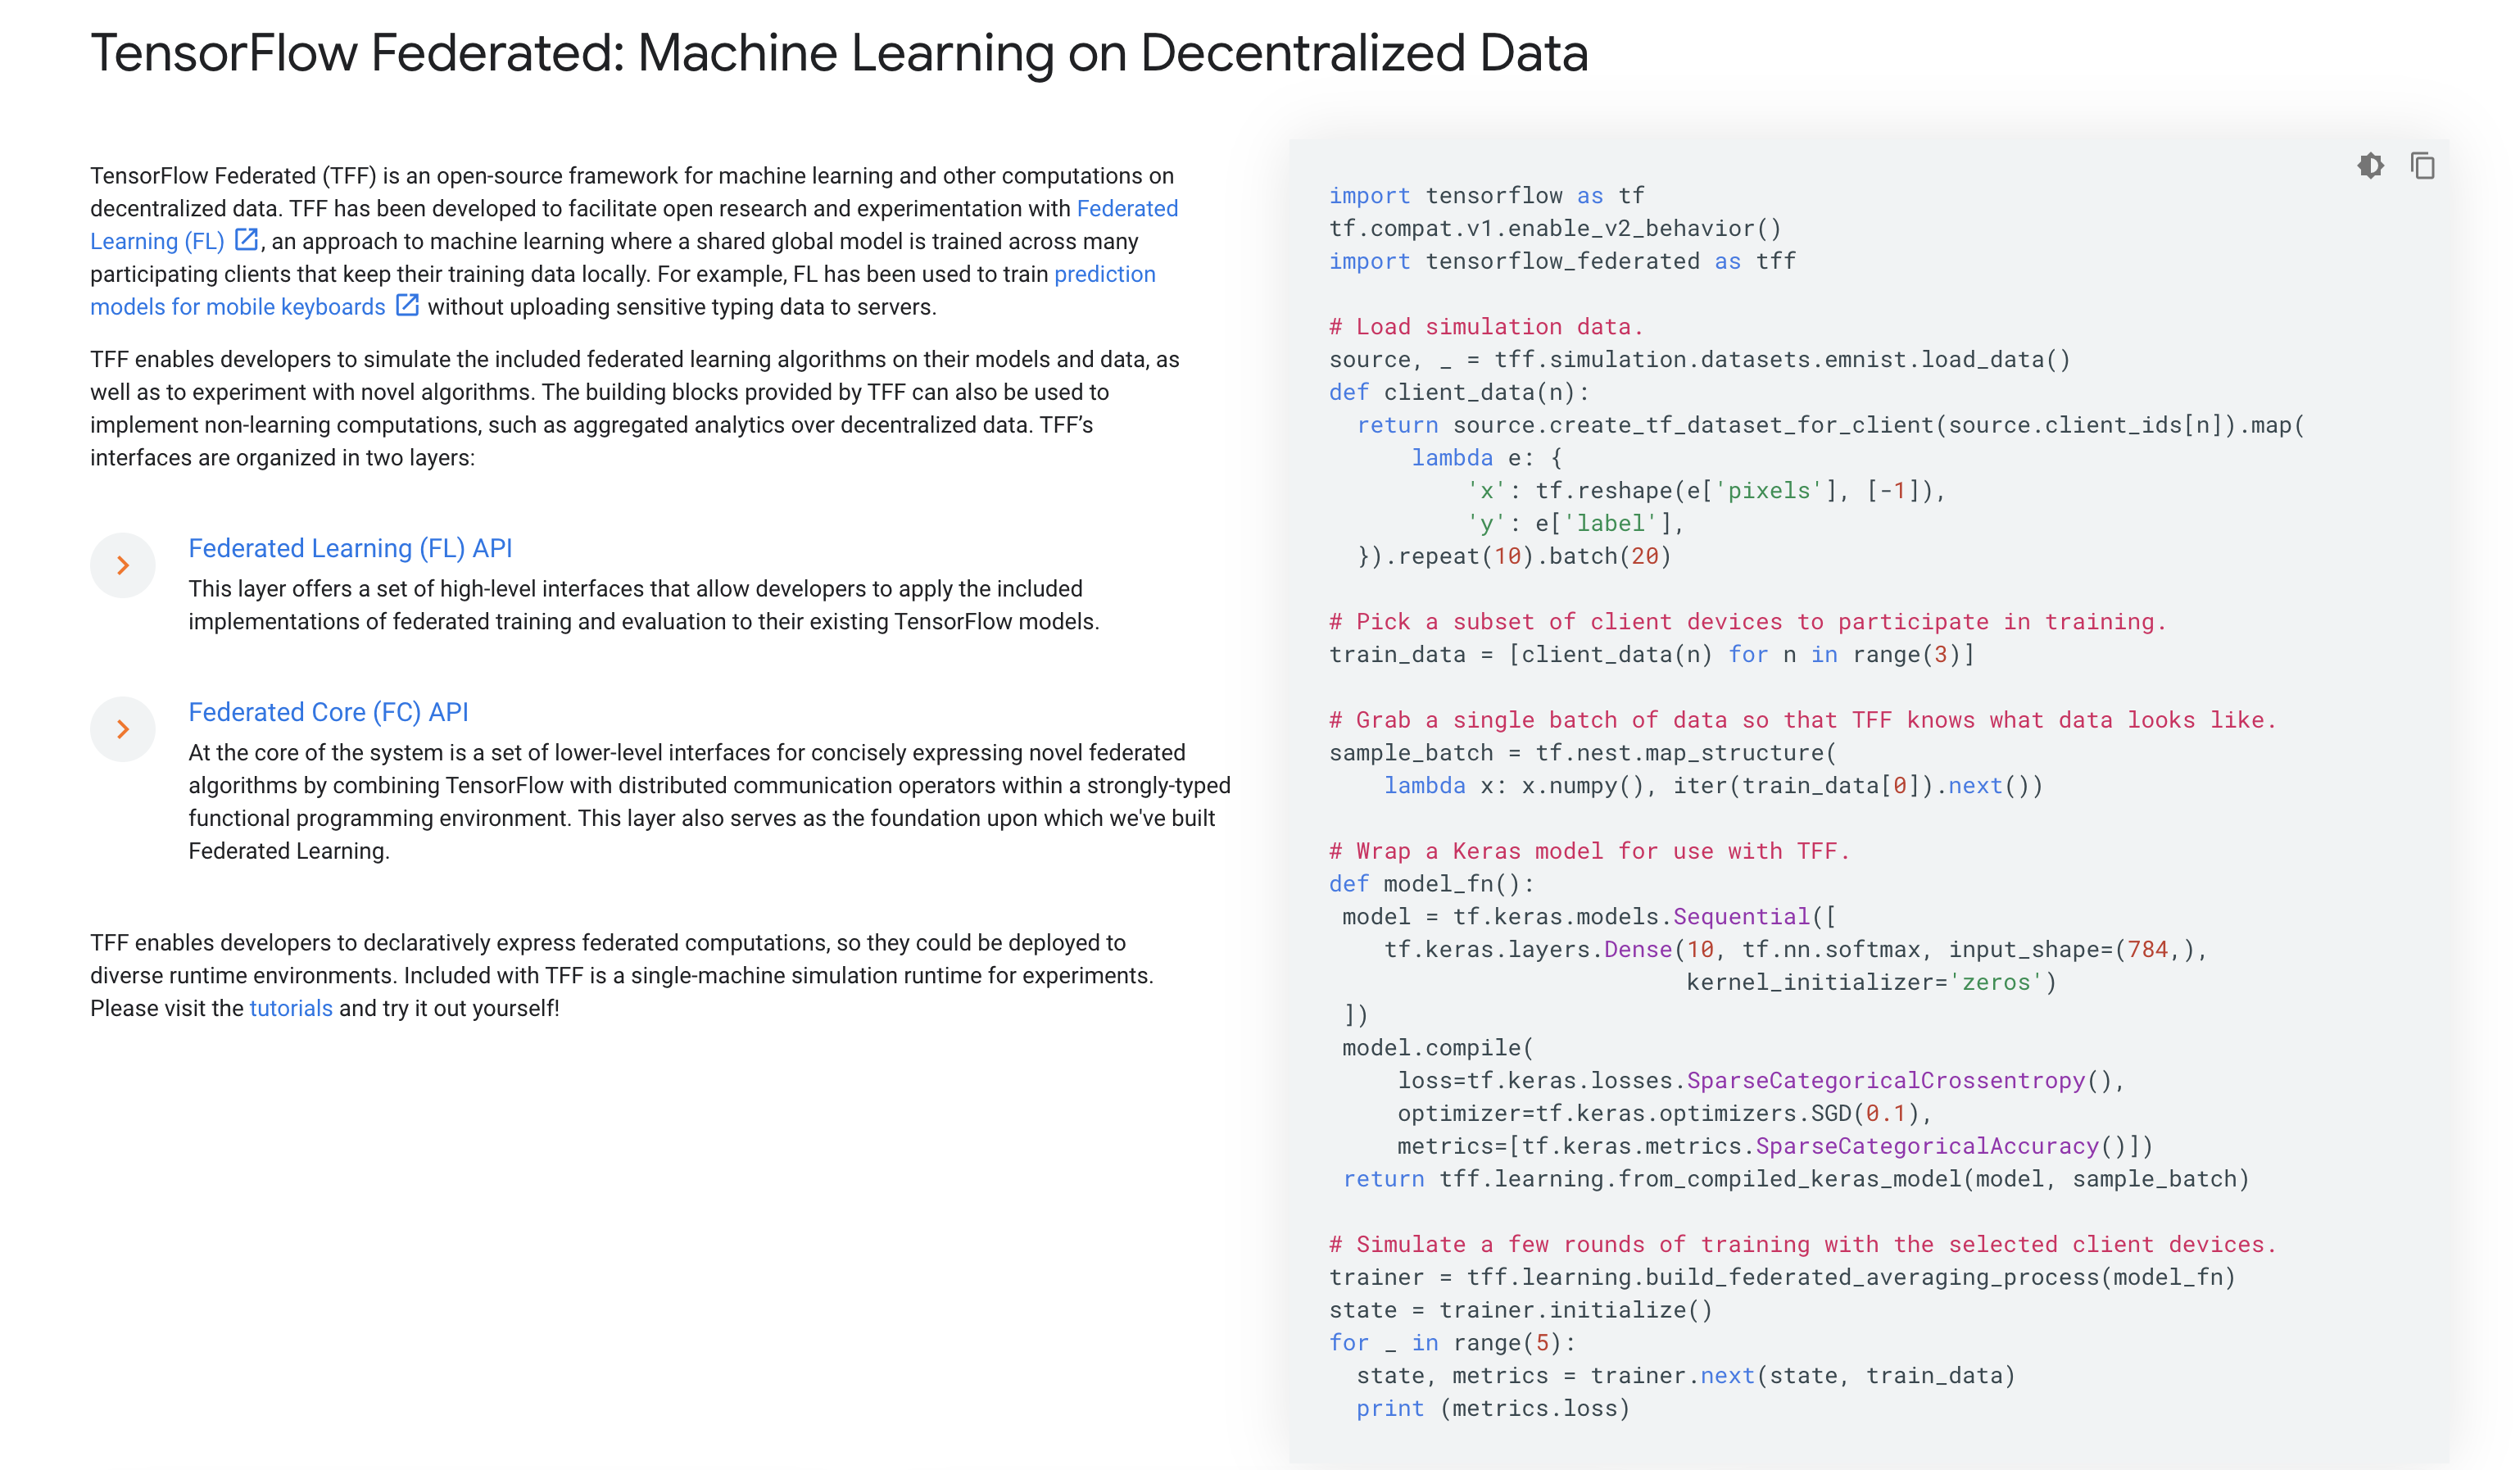 TensorFlow Federated: Machine Learning on Decentralized Data
TensorFlow Federated (TFF) is an open-source framework for machine learning and other computations on
decentralized data. TFF has been developed to facilitate open research and experimentation with Federated
Learning (FL) , an approach to machine learning where a shared global model is trained across many
participating clients that keep their training data locally. For example, FL has been used to train prediction
models for mobile keyboards without uploading sensitive typing data to servers.
TFF enables developers to simulate the included federated learning algorithms on their models and data, as
well as to experiment with novel algorithms. The building blocks provided by TFF can also be used to
implement non-learning computations, such as aggregated analytics over decentralized data. TFF’s
interfaces are organized in two layers:
Federated Learning (FL) API
This layer offers a set of high-level interfaces that allow developers to apply the included
implementations of federated training and evaluation to their existing TensorFlow models.
Federated Core (FC) API
At the core of the system is a set of lower-level interfaces for concisely expressing novel federated
algorithms by combining TensorFlow with distributed communication operators within a strongly-typed
functional programming environment. This layer also serves as the foundation upon which we've built
Federated Learning.
TFF enables developers to declaratively express federated computations, so they could be deployed to
diverse runtime environments. Included with TFF is a single-machine simulation runtime for experiments.
Please visit the tutorials and try it out yourself!
import tensorflow as tf
tf.compat.v1.enable_v2_behavior()
import tensorflow_federated as tff
# Load simulation data.
source, _ = tff.simulation.datasets.emnist.load_data()
def client_data(n):
  return source.create_tf_dataset_for_client(source.client_ids[n]).map(
      lambda e: {
          'x': tf.reshape(e['pixels'], [-1]),
          'y': e['label'],
  }).repeat(10).batch(20)
# Pick a subset of client devices to participate in training.
train_data = [client_data(n) for n in range(3)]
# Grab a single batch of data so that TFF knows what data looks like.
sample_batch = tf.nest.map_structure(
    lambda x: x.numpy(), iter(train_data[0]).next())
# Wrap a Keras model for use with TFF.
def model_fn():
 model = tf.keras.models.Sequential([
    tf.keras.layers.Dense(10, tf.nn.softmax, input_shape=(784,),
                          kernel_initializer='zeros')
 ])
 model.compile(
     loss=tf.keras.losses.SparseCategoricalCrossentropy(),
     optimizer=tf.keras.optimizers.SGD(0.1),
     metrics=[tf.keras.metrics.SparseCategoricalAccuracy()])
 return tff.learning.from_compiled_keras_model(model, sample_batch)
# Simulate a few rounds of training with the selected client devices.
trainer = tff.learning.build_federated_averaging_process(model_fn)
state = trainer.initialize()
for _ in range(5):
  state, metrics = trainer.next(state, train_data)
  print (metrics.loss)